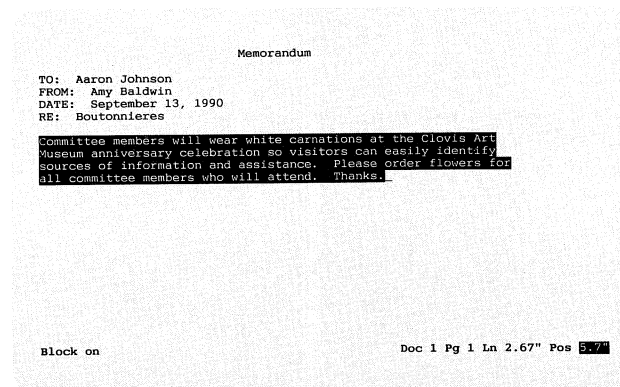 Memorandum
TO: Aaron Johnson
FROM: Amy Baldwin
DATE: September 13, 1990
RE: Boutonnieres
Committee members will wear white carnations at the Clovis Art
Museum anniversary celebration so visitors can easily identify
sources of information and assistance. Please order flowers for
all committee members who will attend. Thanks._
Block on
Doc 1 Pg 1 Ln 2.67" Pos 5.7"